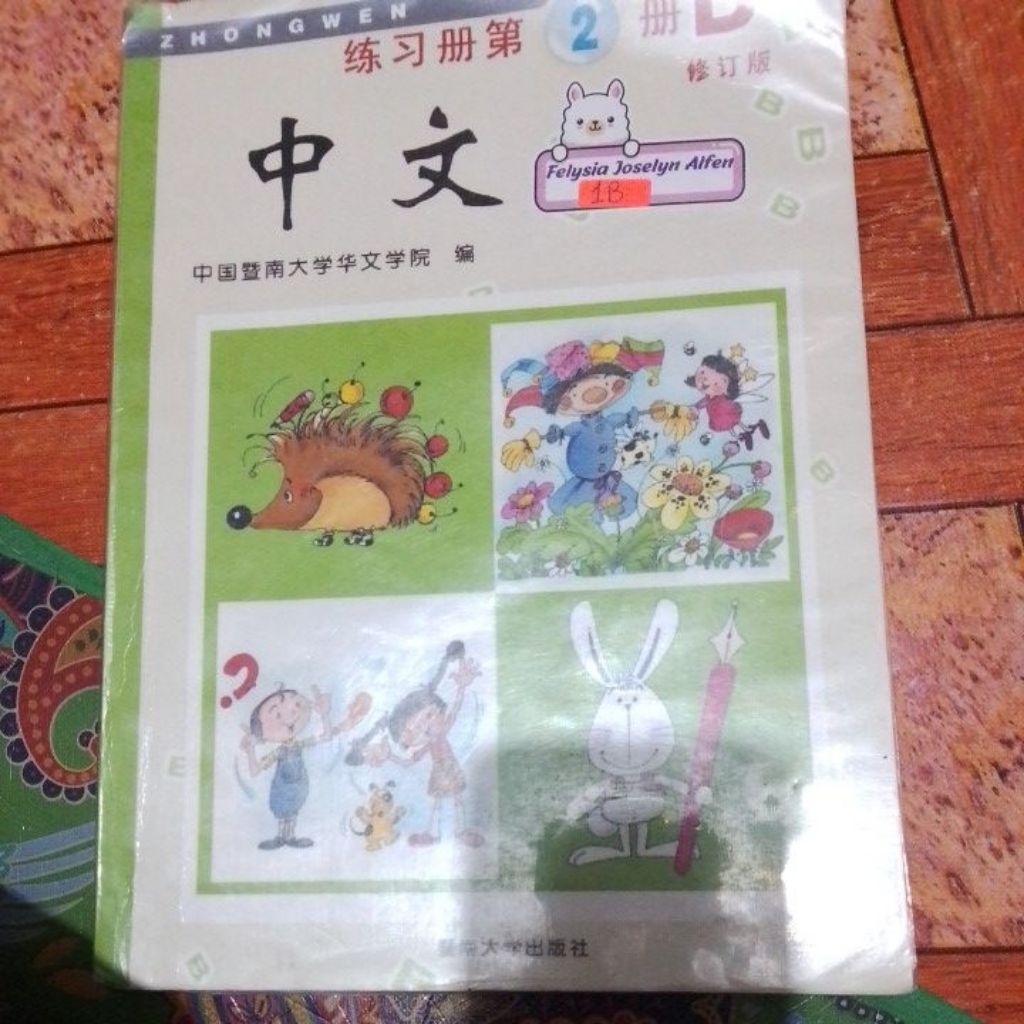 ZHONGWEN
练习册第2册B
修订版
中文
Felysia Joselyn Alfen
1B
中国暨南大学华文学院 编
?
暨南大学出版社